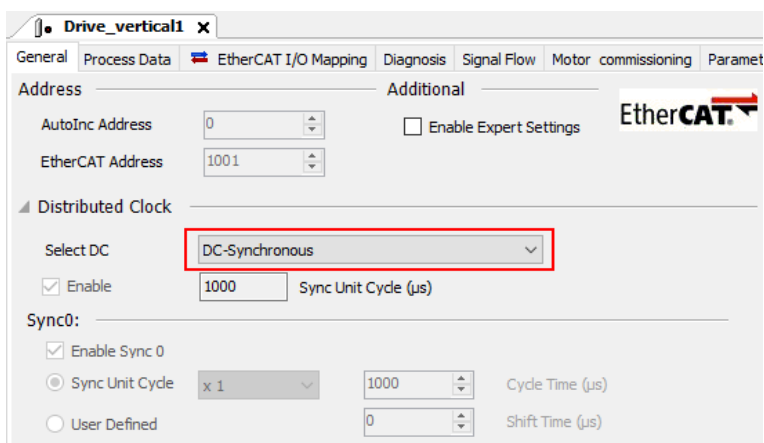 Drive_vertical1 X
General Process Data EtherCAT I/O Mapping Diagnosis Signal Flow Motor commissioning Paramet
Address Additional
EtherCAT.
AutoInc Address 0 Enable Expert Settings
EtherCAT Address 1001
Distributed Clock
Select DC DC-Synchronous
Enable 1000 Sync Unit Cycle (µs)
Sync0:
Enable Sync 0
Sync Unit Cycle x 1 1000 Cycle Time (µs)
User Defined 0 Shift Time (µs)